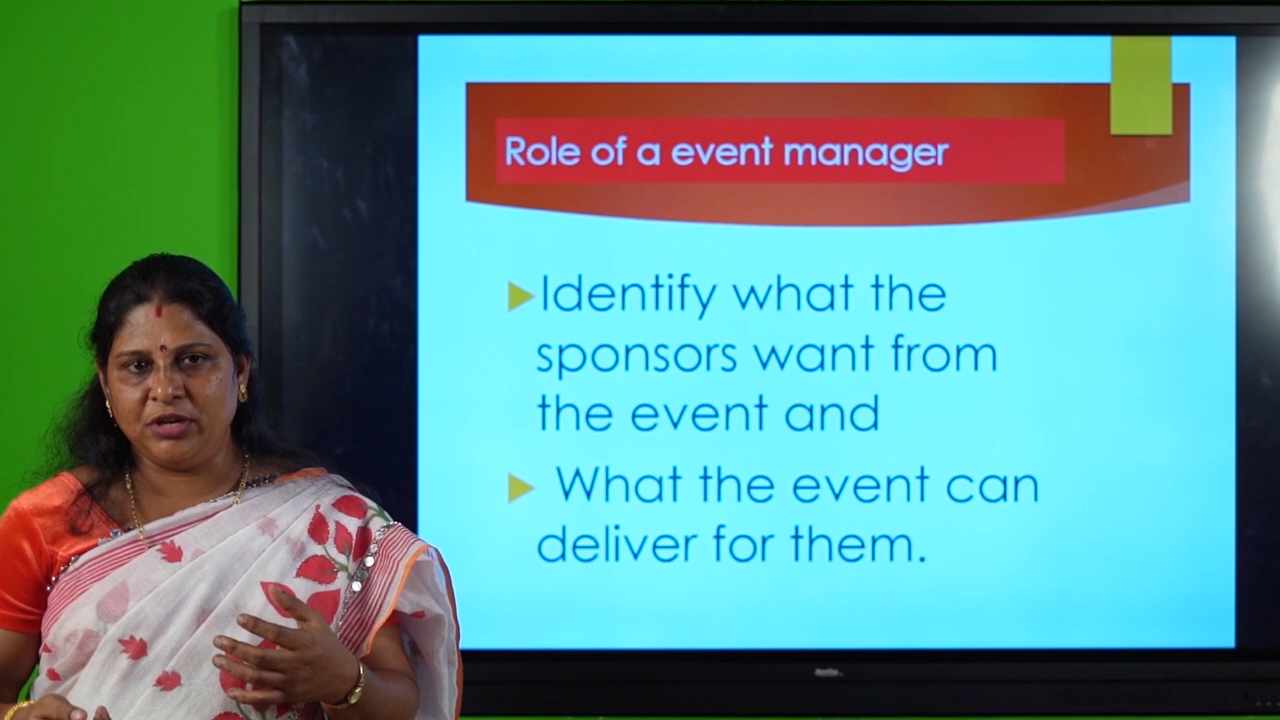 Role of a event manager
Identify what the
sponsors want from
the event and
What the event can
deliver for them.